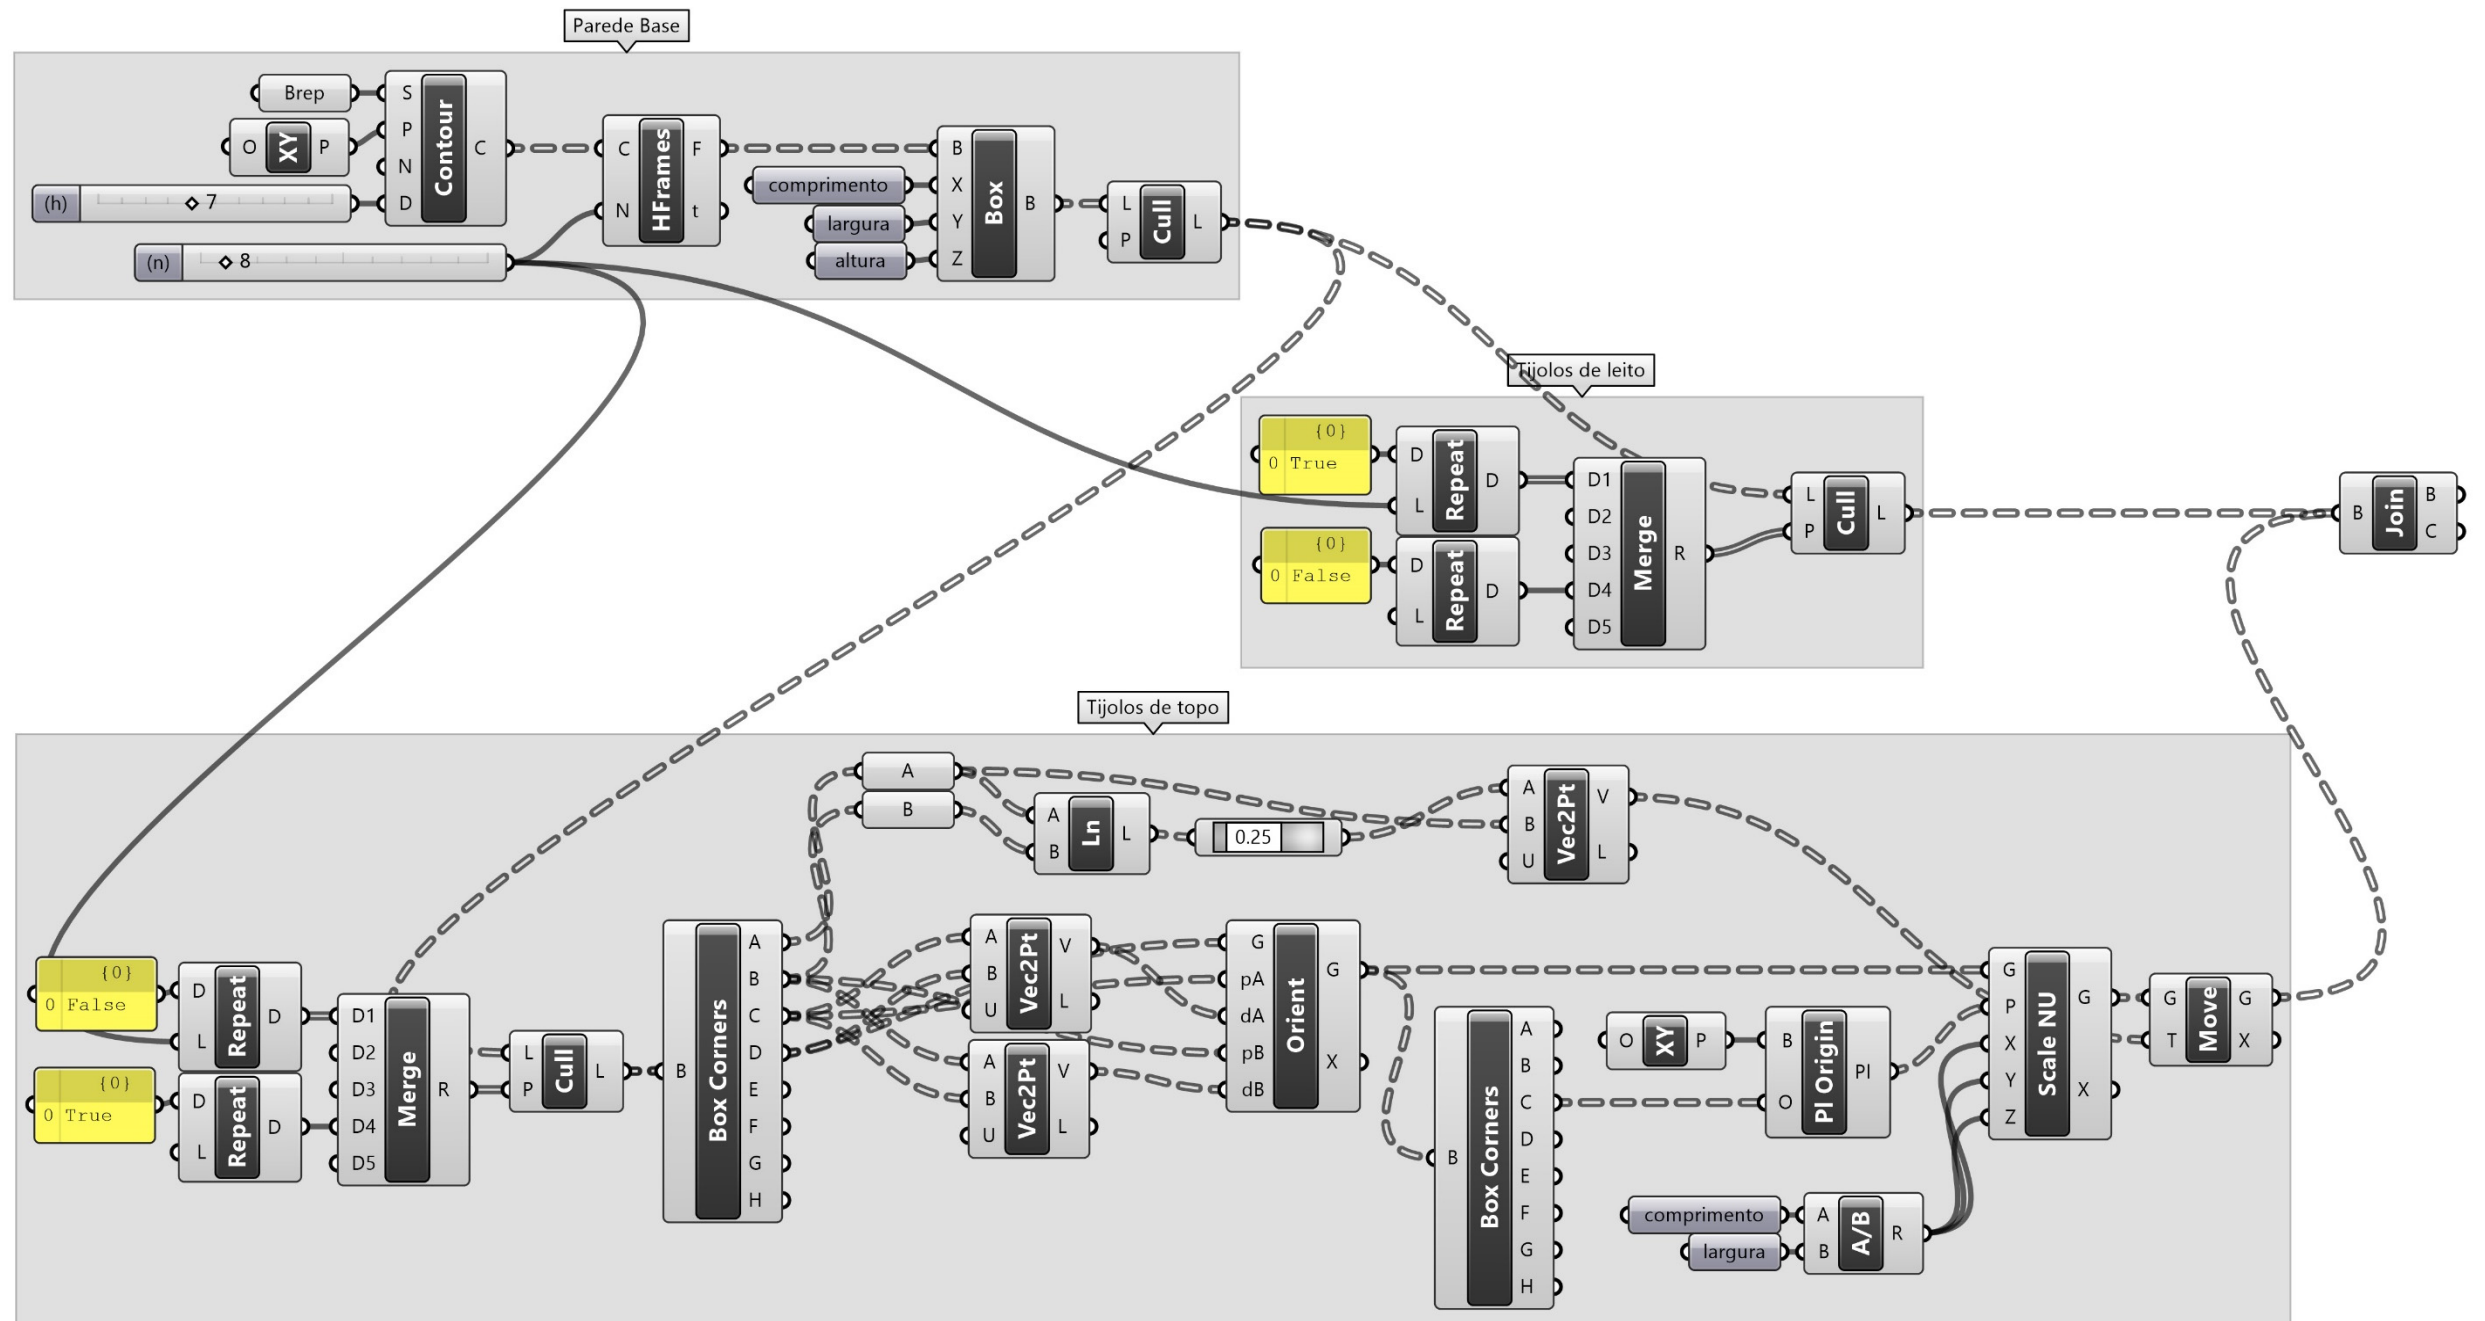 Parede Base
Brep
O XY P
S
P
N
D
Contour
C
(h) 7
(n) 8
C
N
HFrames
F
t
comprimento
largura
altura
B
X
Y
Z
Box
B
L
P
Cull
L
Tijolos de leito
{0}
0 True
D
L
Repeat
D
{0}
0 False
D
L
Repeat
D
D1
D2
D3
D4
D5
Merge
R
L
P
Cull
L
B
Join
B
C
Tijolos de topo
A
B
A
B
Ln
L
0.25
A
B
U
Vec2Pt
V
L
{0}
0 False
D
L
Repeat
D
{0}
0 True
D
L
Repeat
D
D1
D2
D3
D4
D5
Merge
R
L
P
Cull
L
B
Box Corners
A
B
C
D
E
F
G
H
A
B
U
Vec2Pt
V
L
A
B
U
Vec2Pt
V
L
G
pA
dA
pB
dB
Orient
G
X
B
Box Corners
A
B
C
D
E
F
G
H
O XY P
B
O
Pl Origin
Pl
comprimento
largura
A
B
A/B
R
G
P
X
Y
Z
Scale NU
G
X
G
T
Move
G
X